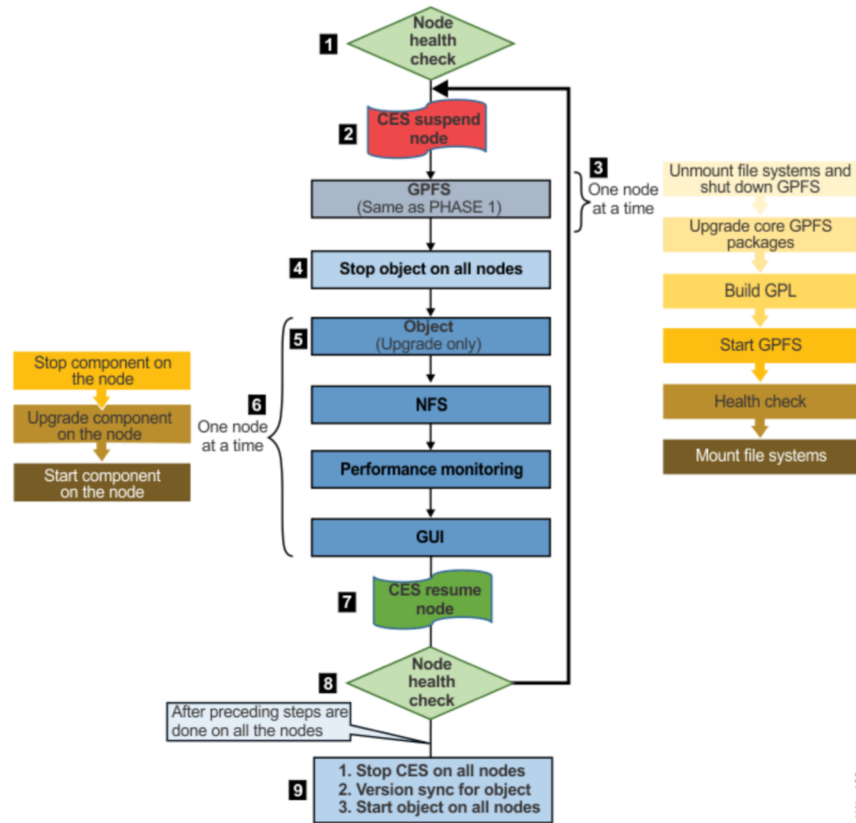 1
Node
health
check
2
CES suspend
node
GPFS
(Same as PHASE 1)
3
One node
at a time
Unmount file systems and
shut down GPFS
Upgrade core GPFS
packages
Build GPL
Start GPFS
Health check
Mount file systems
4
Stop object on all nodes
5
Object
(Upgrade only)
Stop component on
the node
Upgrade component
on the node
Start component
on the node
6
One node
at a time
NFS
Performance monitoring
GUI
7
CES resume
node
8
Node
health
check
After preceding steps are
done on all the nodes
9
1. Stop CES on all nodes
2. Version sync for object
3. Start object on all nodes